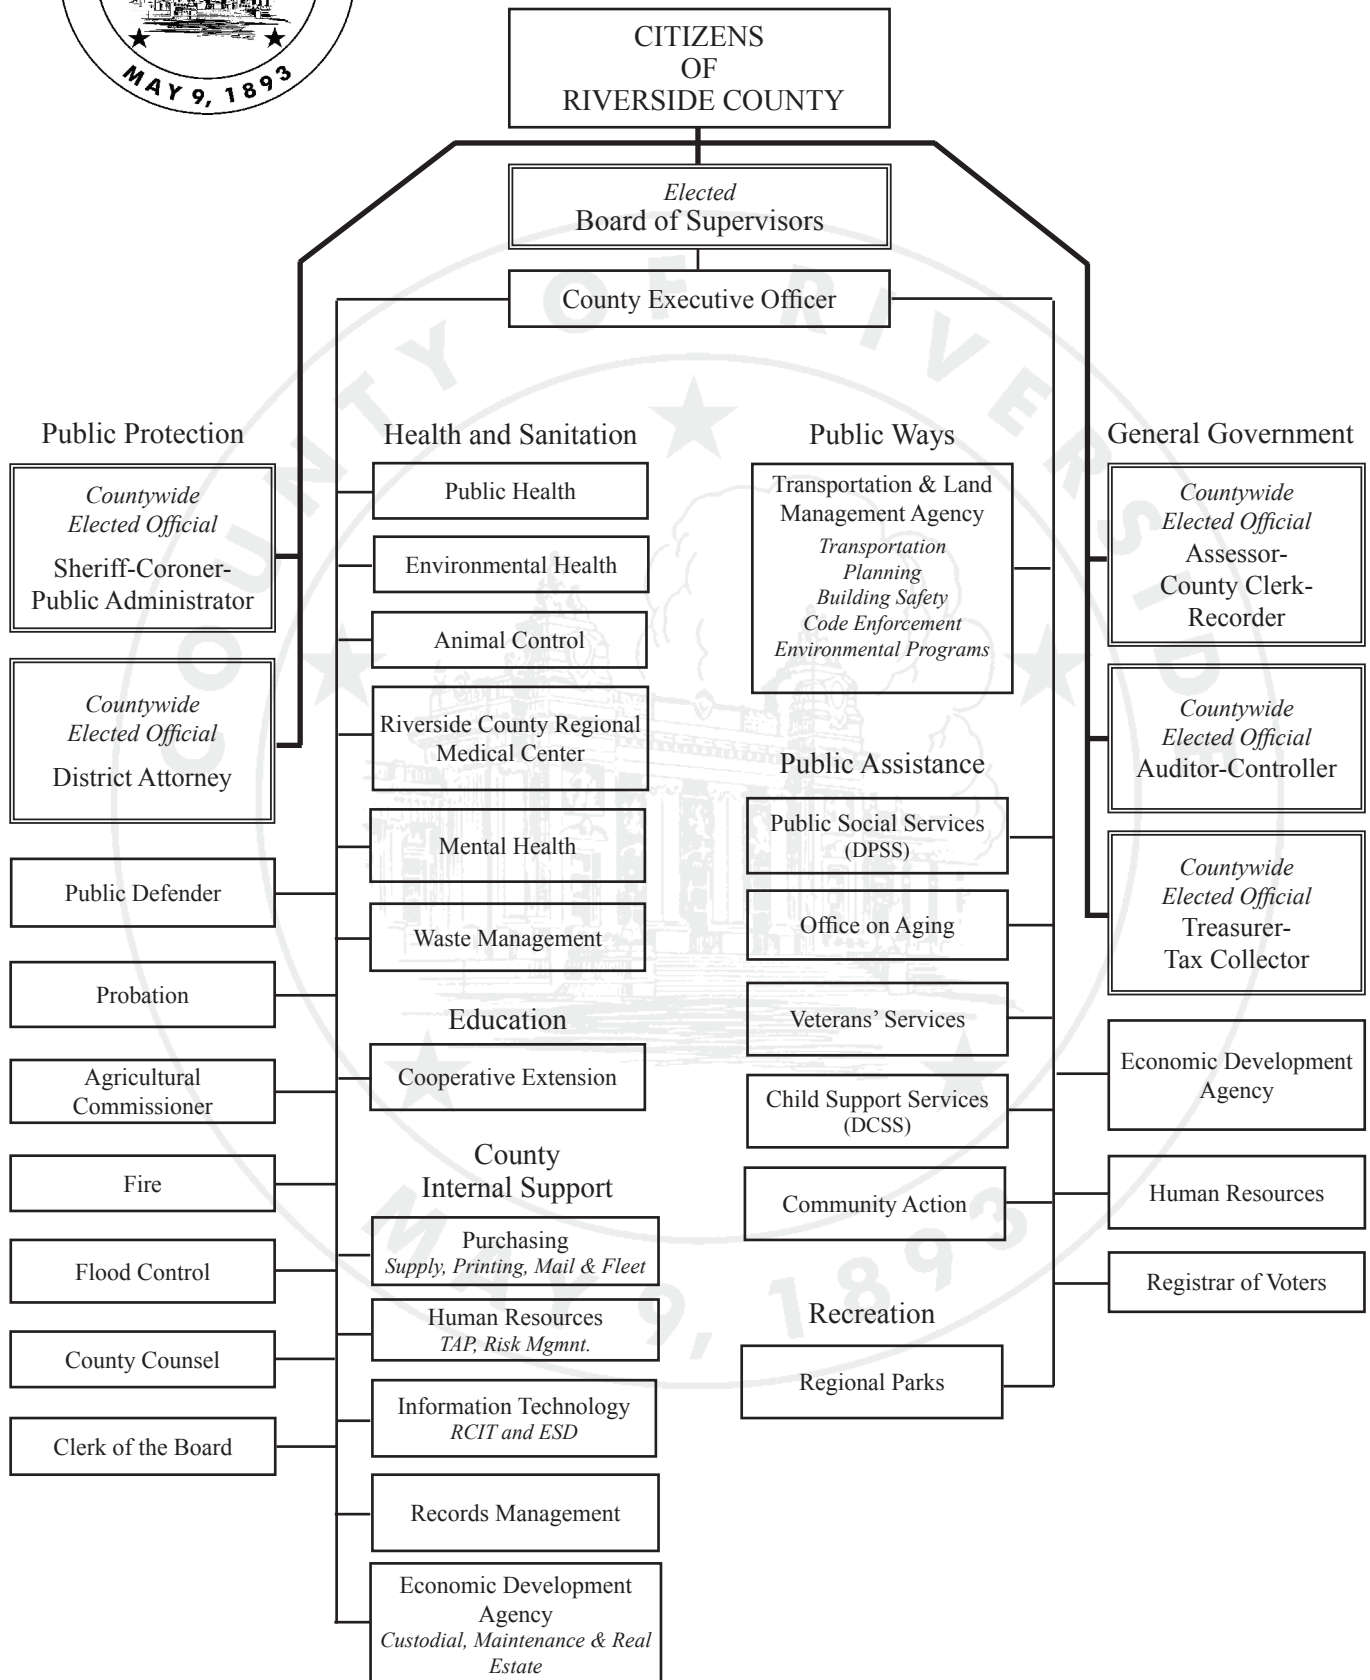 MAY 9, 1893
CITIZENS
OF
RIVERSIDE COUNTY
Elected
Board of Supervisors
County Executive Officer
COUNTY OF RIVERSIDE
MAY 9, 1893
Public Protection
Countywide
Elected Official
Sheriff-Coroner-
Public Administrator
Countywide
Elected Official
District Attorney
Public Defender
Probation
Agricultural
Commissioner
Fire
Flood Control
County Counsel
Clerk of the Board
Health and Sanitation
Public Health
Environmental Health
Animal Control
Riverside County Regional
Medical Center
Mental Health
Waste Management
Education
Cooperative Extension
County
Internal Support
Purchasing
Supply, Printing, Mail & Fleet
Human Resources
TAP, Risk Mgmnt.
Information Technology
RCIT and ESD
Records Management
Economic Development
Agency
Custodial, Maintenance & Real
Estate
Public Ways
Transportation & Land
Management Agency
Transportation
Planning
Building Safety
Code Enforcement
Environmental Programs
Public Assistance
Public Social Services
(DPSS)
Office on Aging
Veterans’ Services
Child Support Services
(DCSS)
Community Action
Recreation
Regional Parks
General Government
Countywide
Elected Official
Assessor-
County Clerk-
Recorder
Countywide
Elected Official
Auditor-Controller
Countywide
Elected Official
Treasurer-
Tax Collector
Economic Development
Agency
Human Resources
Registrar of Voters